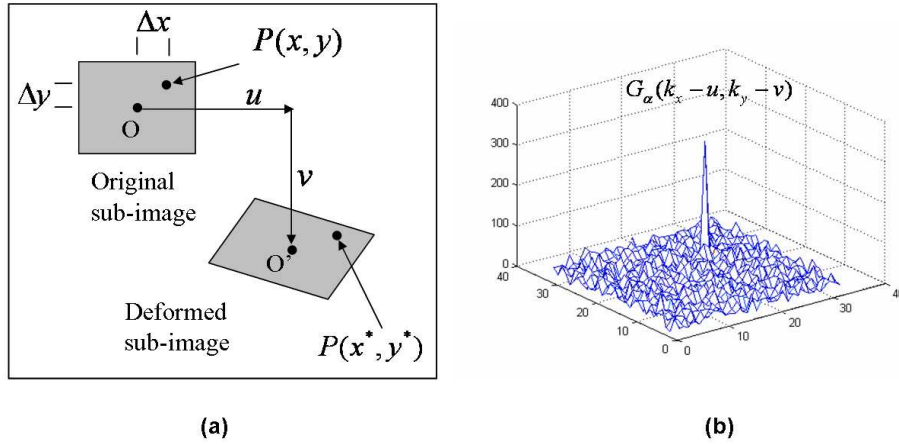 Δx
P(x, y)
Δy
u
O
Original
sub-image
v
O'
Deformed
sub-image
P(x*, y*)
(a)
G_α(k_x − u, k_y − v)
400
300
200
100
0
40
30
20
10
0
0
10
20
30
40
(b)